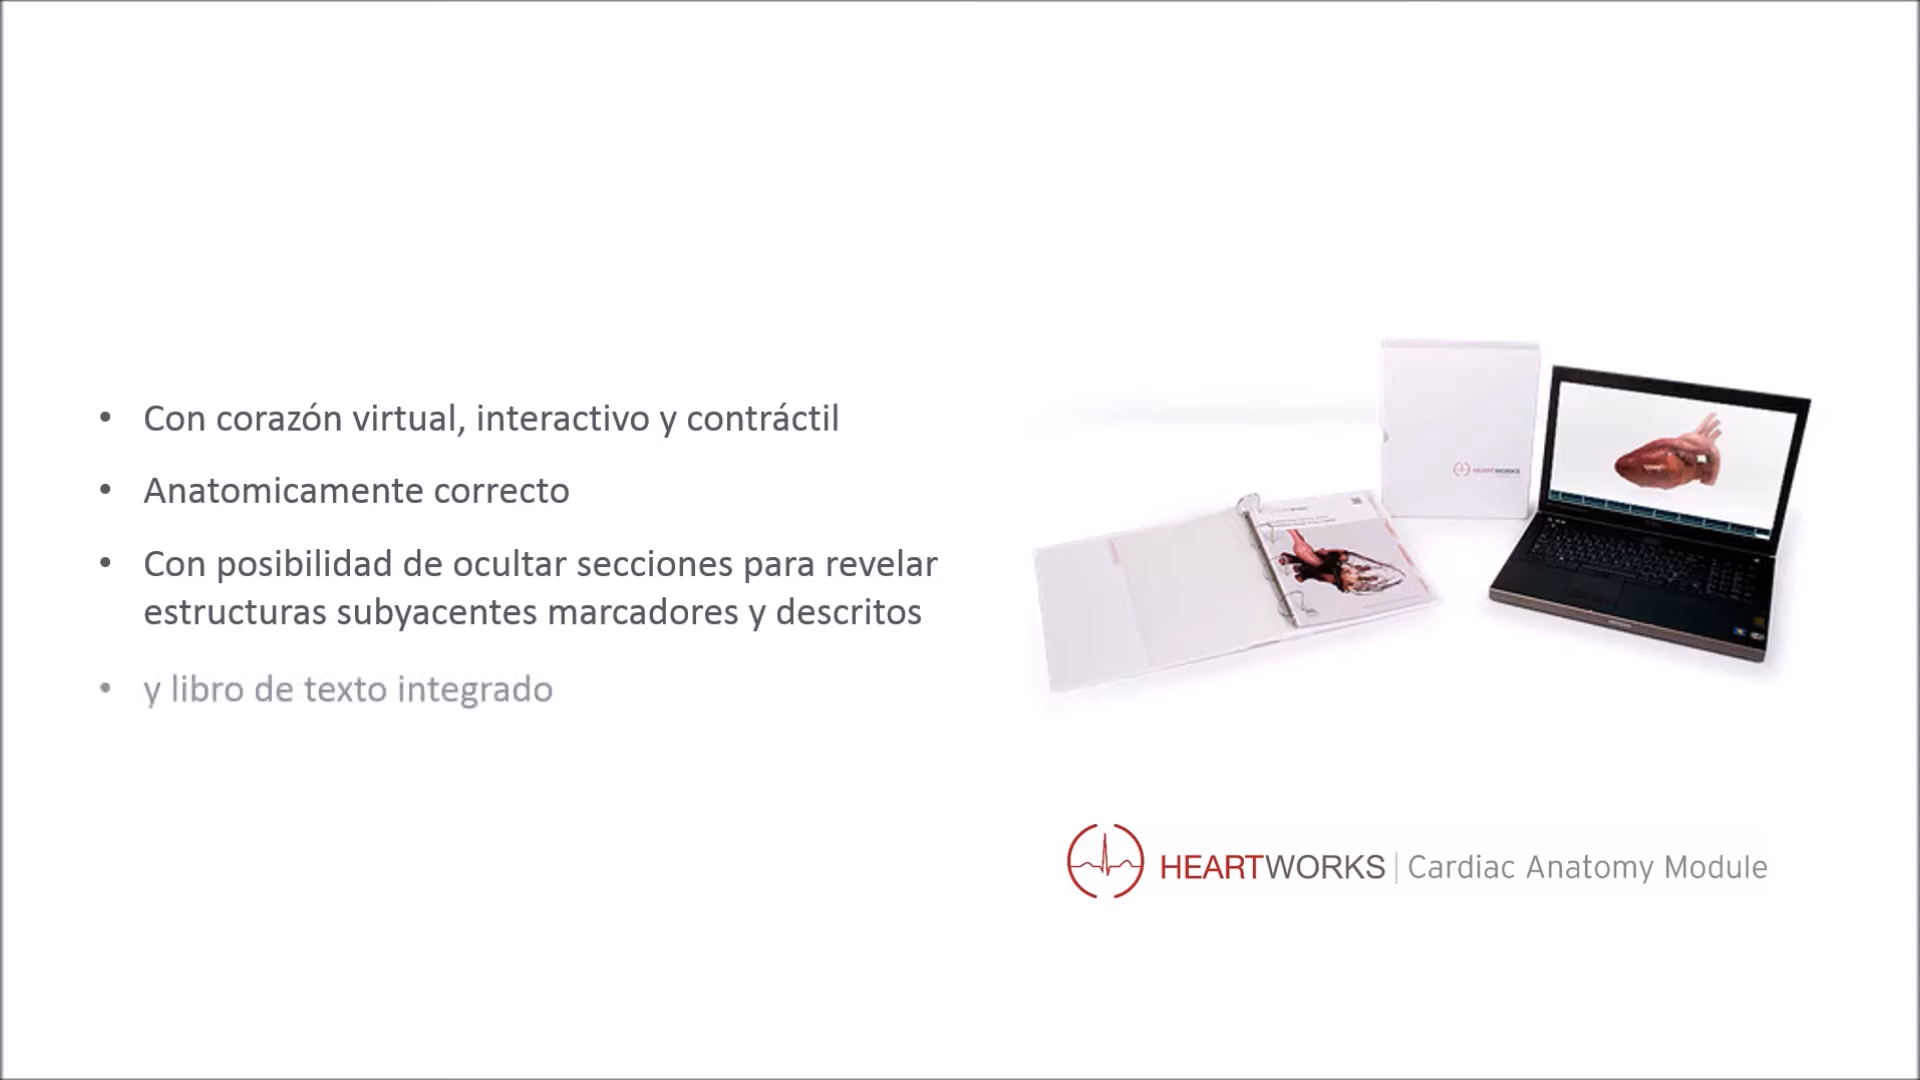 • Con corazón virtual, interactivo y contráctil
• Anatomicamente correcto
• Con posibilidad de ocultar secciones para revelar
estructuras subyacentes marcadores y descritos
• y libro de texto integrado
HEARTWORKS
HEARTWORKS | Cardiac Anatomy Module